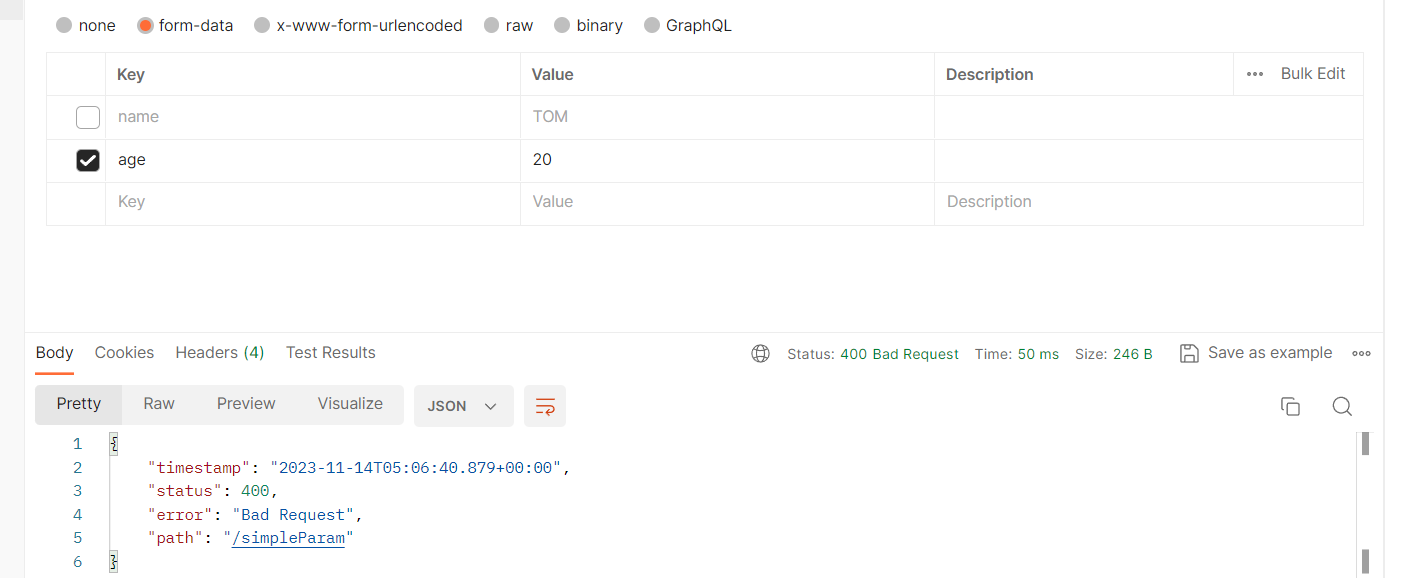 none form-data x-www-form-urlencoded raw binary GraphQL
Key Value Description ••• Bulk Edit
name TOM
age 20
Key Value Description
Body Cookies Headers (4) Test Results Status: 400 Bad Request Time: 50 ms Size: 246 B Save as example
Pretty Raw Preview Visualize JSON
1 {
2 "timestamp": "2023-11-14T05:06:40.879+00:00",
3 "status": 400,
4 "error": "Bad Request",
5 "path": "/simpleParam"
6 }